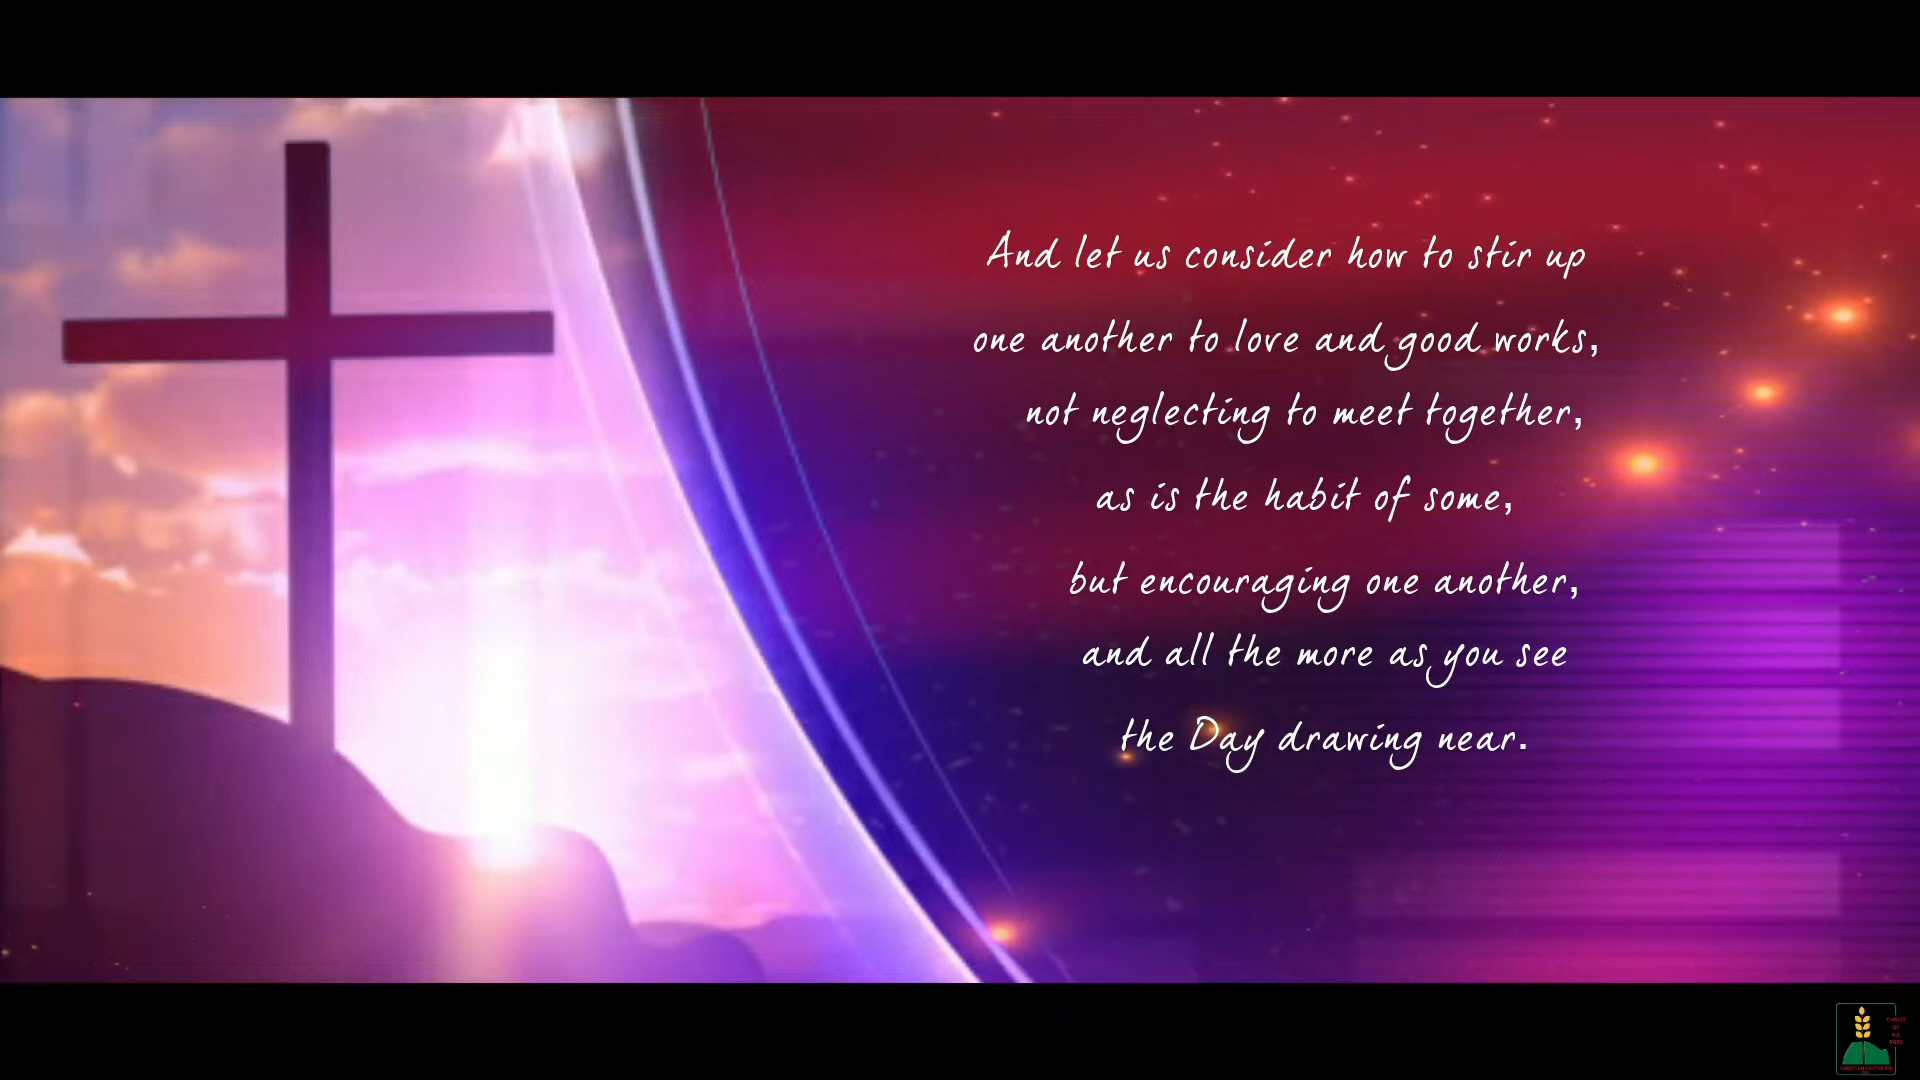 And let us consider how to stir up
one another to love and good works,
not neglecting to meet together,
as is the habit of some,
but encouraging one another,
and all the more as you see
the Day drawing near.